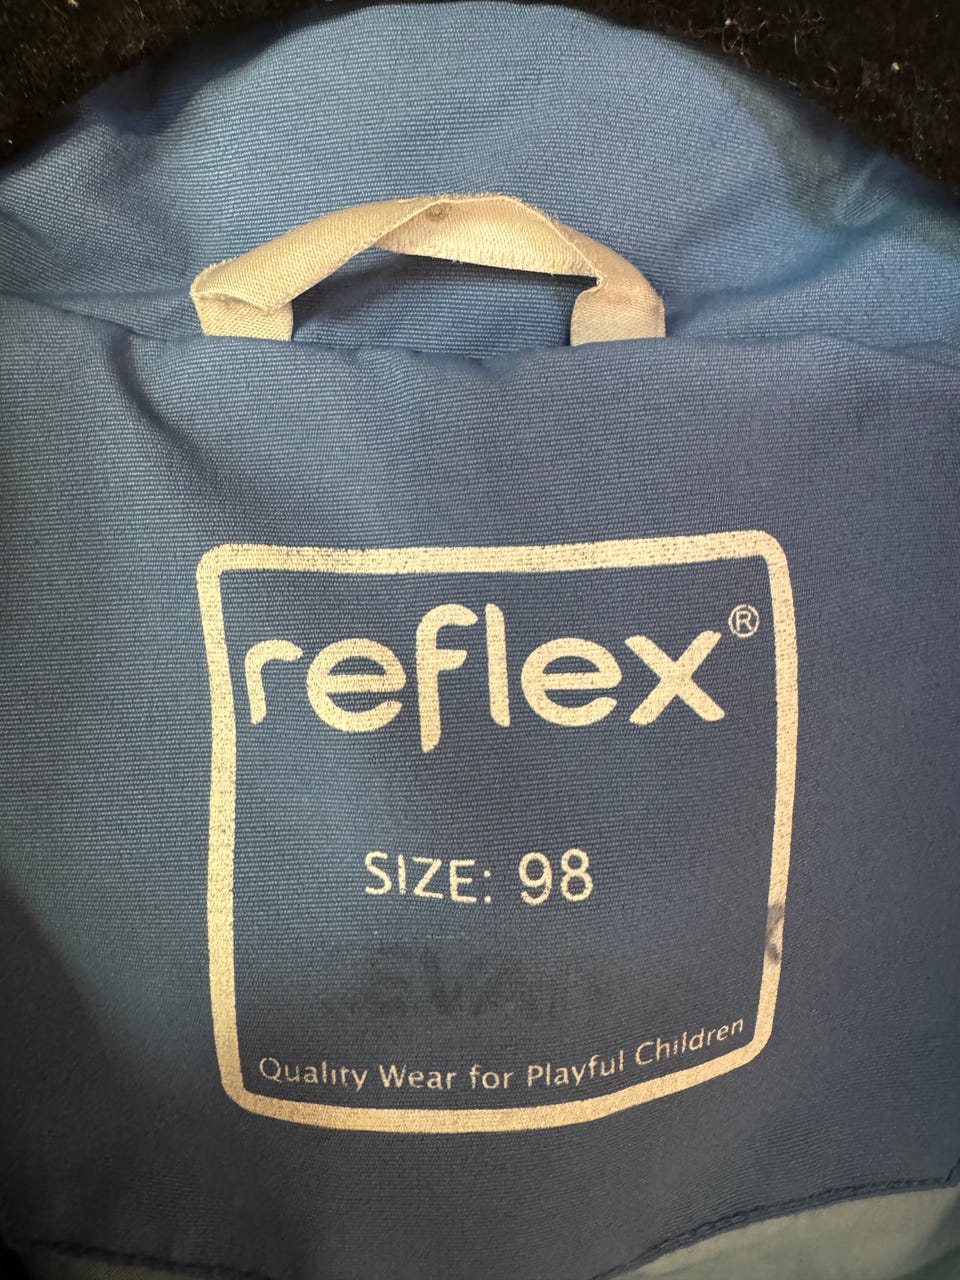 reflex®
SIZE: 98
Quality Wear for Playful Children